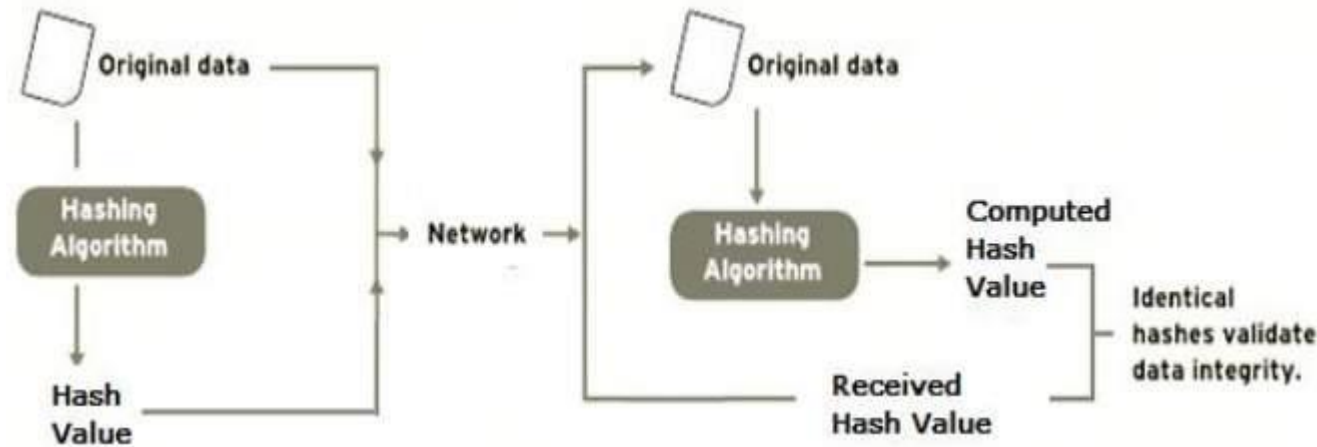 Original data
Hashing
Algorithm
Hash
Value
Network
Original data
Hashing
Algorithm
Computed
Hash
Value
Received
Hash Value
Identical
hashes validate
data integrity.